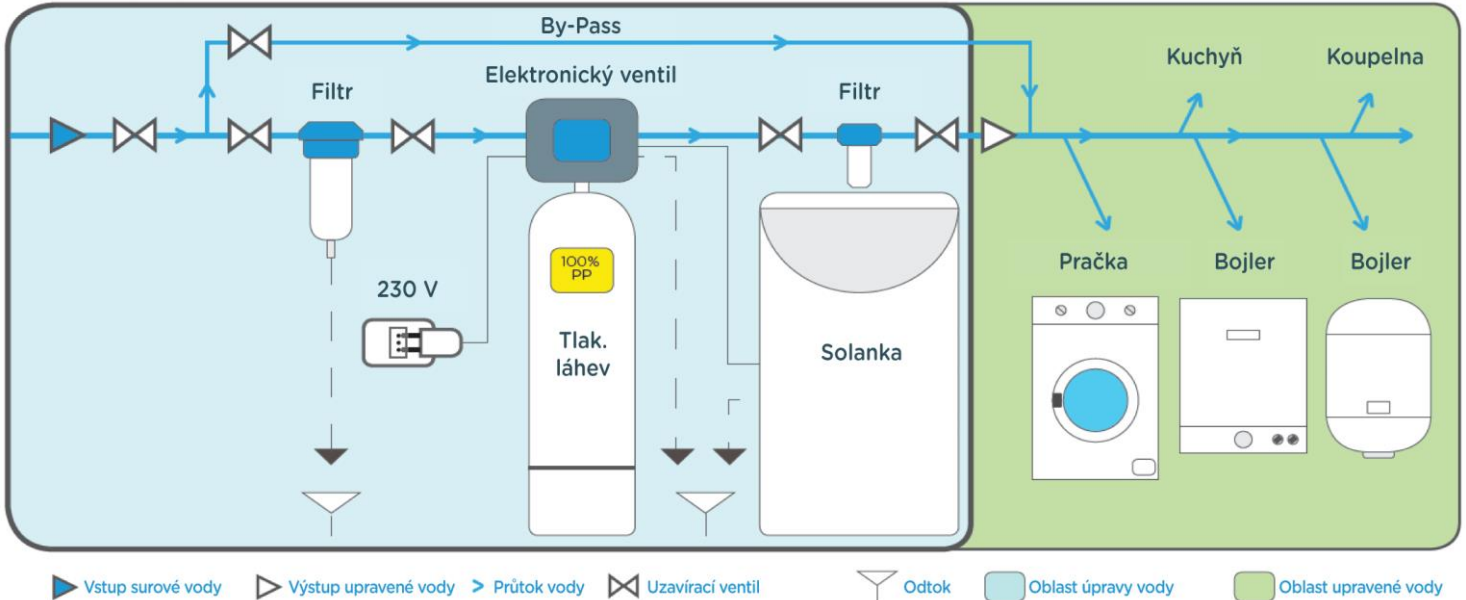 By-Pass
Elektronický ventil
Filtr
Filtr
Kuchyň
Koupelna
230 V
100%
PP
Tlak.
láhev
Solanka
Pračka
Bojler
Bojler
Vstup surové vody
Výstup upravené vody
Průtok vody
Uzavírací ventil
Odtok
Oblast úpravy vody
Oblast upravené vody